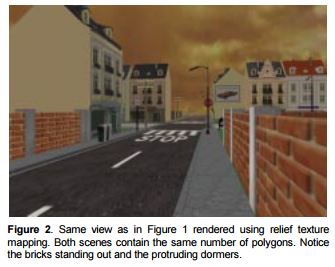 STOP
Figure 2. Same view as in Figure 1 rendered using relief texture
mapping. Both scenes contain the same number of polygons. Notice
the bricks standing out and the protruding dormers.